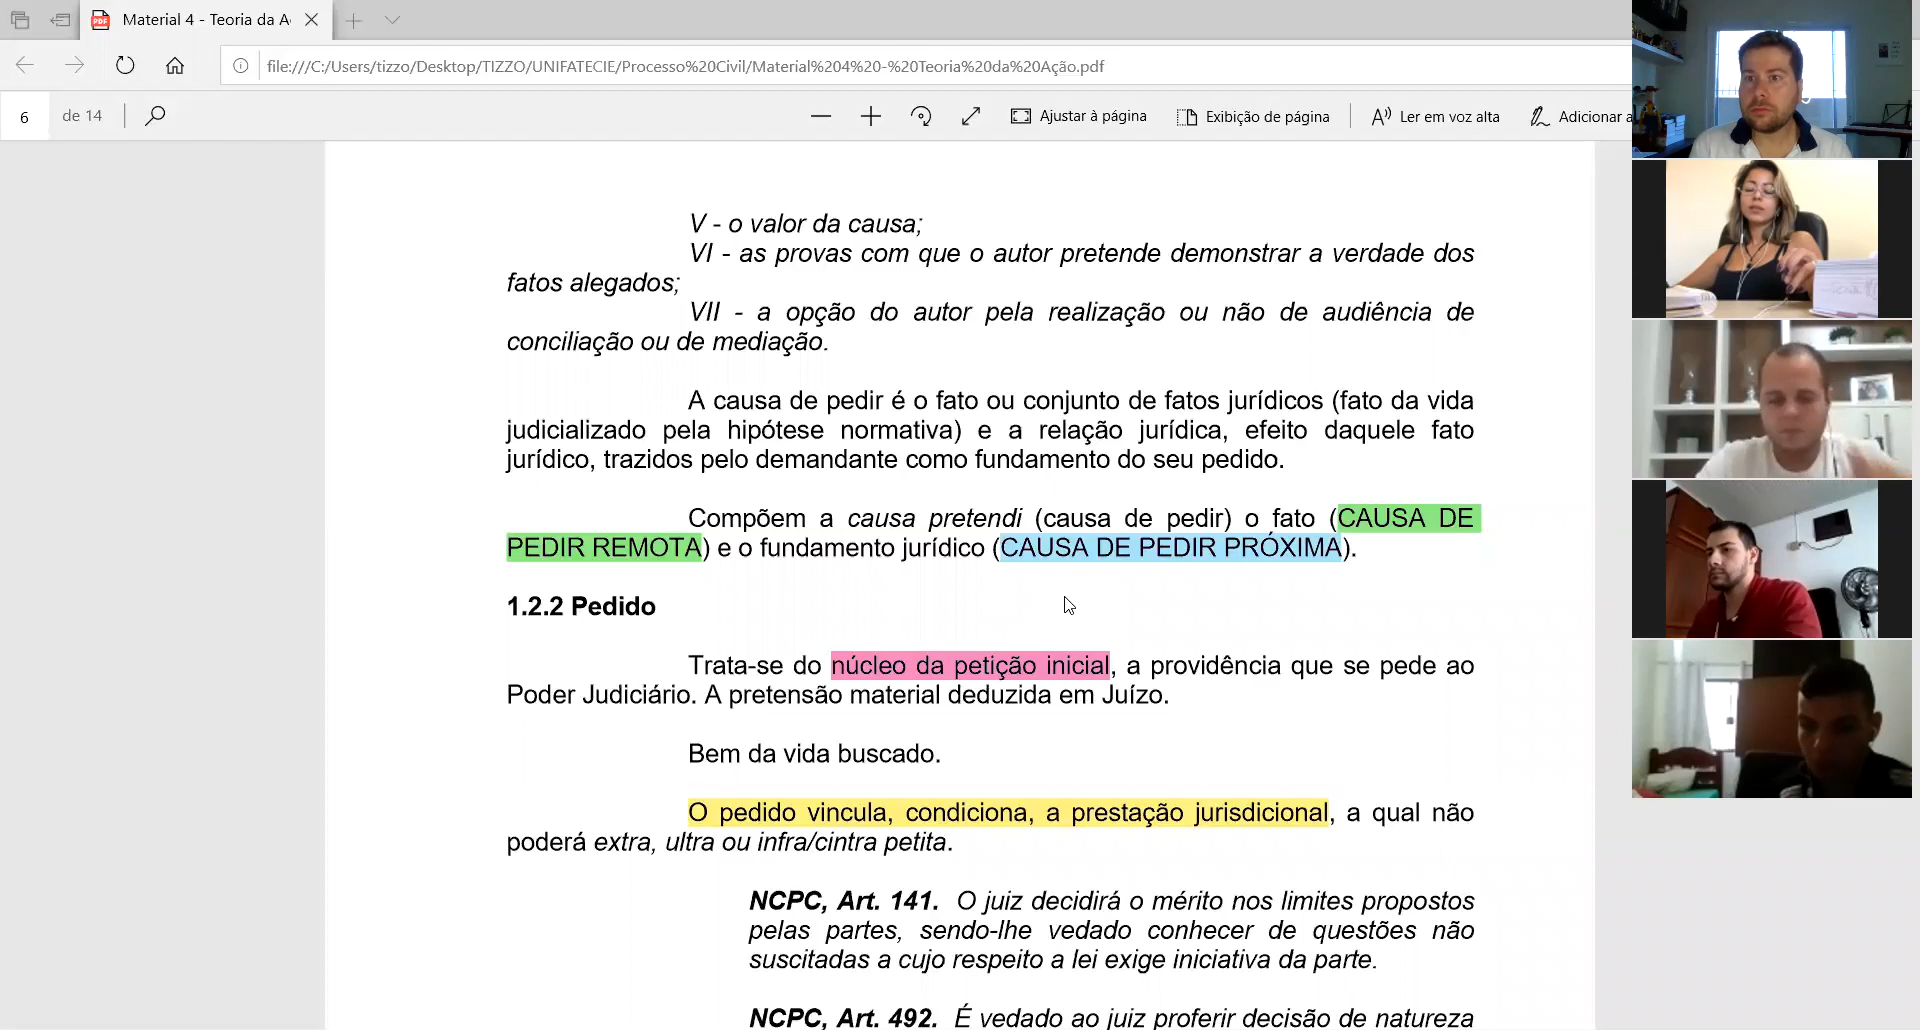 Material 4 - Teoria da A
file:///C:/Users/tizzo/Desktop/TIZZO/UNIFATECIE/Processo%20Civil/Material%204%20-%20Teoria%20da%20Ação.pdf
6 de 14 Ajustar à página Exibição de página Ler em voz alta Adicionar a
V - o valor da causa;
VI - as provas com que o autor pretende demonstrar a verdade dos
fatos alegados;
VII - a opção do autor pela realização ou não de audiência de
conciliação ou de mediação.
A causa de pedir é o fato ou conjunto de fatos jurídicos (fato da vida
judicializado pela hipótese normativa) e a relação jurídica, efeito daquele fato
jurídico, trazidos pelo demandante como fundamento do seu pedido.
Compõem a causa pretendi (causa de pedir) o fato (CAUSA DE
PEDIR REMOTA) e o fundamento jurídico (CAUSA DE PEDIR PRÓXIMA).
1.2.2 Pedido
Trata-se do núcleo da petição inicial, a providência que se pede ao
Poder Judiciário. A pretensão material deduzida em Juízo.
Bem da vida buscado.
O pedido vincula, condiciona, a prestação jurisdicional, a qual não
poderá extra, ultra ou infra/cintra petita.
NCPC, Art. 141. O juiz decidirá o mérito nos limites propostos
pelas partes, sendo-lhe vedado conhecer de questões não
suscitadas a cujo respeito a lei exige iniciativa da parte.
NCPC, Art. 492. É vedado ao juiz proferir decisão de natureza